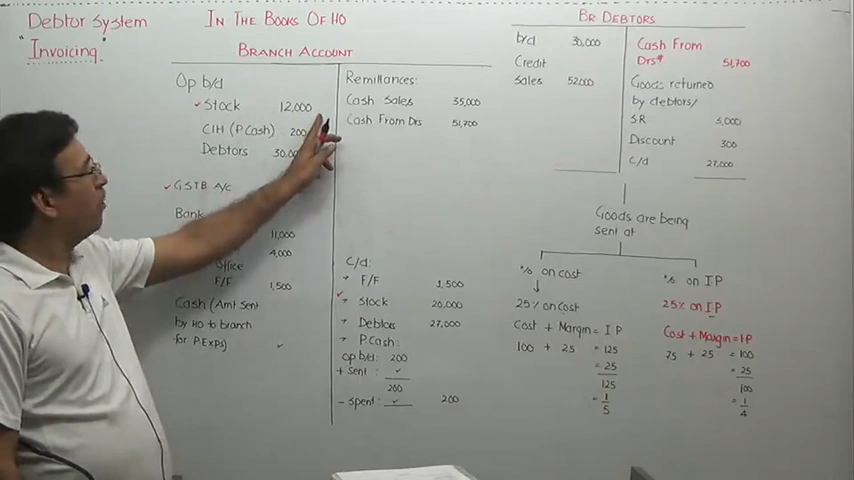 Debtor System
"Invoicing"
IN THE BOOKS OF HO
BRANCH ACCOUNT
Op b/d
✓ Stock 12,000
CIH (P.Cash) 200
Debtors 30,00
✓ GSTB A/c
Bank
11,000
4,000
Office
F/F 1,500
Cash (Amt Sent
by HO to branch
for P.Exps) ✓
Remittances:
Cash Sales 35,000
Cash From Drs 51,700
C/d:
F/F 1,500
✓ Stock 20,000
Debtors 27,000
P.Cash:
Op b/d: 200
+ Sent: ✓
200
- Spent: ✓ 200
BR DEBTORS
b/d 30,000
Credit
Sales 52,000
Cash From
Drs# 51,700
Goods returned
by debtors/
SR 3,000
Discount 300
C/d 27,000
Goods are being
sent at
% on cost
25% on Cost
Cost + Margin = I P
100 + 25 = 125
= 25
125
= 1
5
% on I.P
25% on I.P
Cost + Margin = I.P
75 + 25 = 100
= 25
100
= 1
4